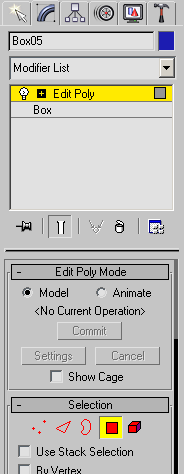 Box05
Modifier List
Edit Poly
Box
Edit Poly Mode
Model Animate
<No Current Operation>
Commit
Settings Cancel
Show Cage
Selection
Use Stack Selection
By Vertex